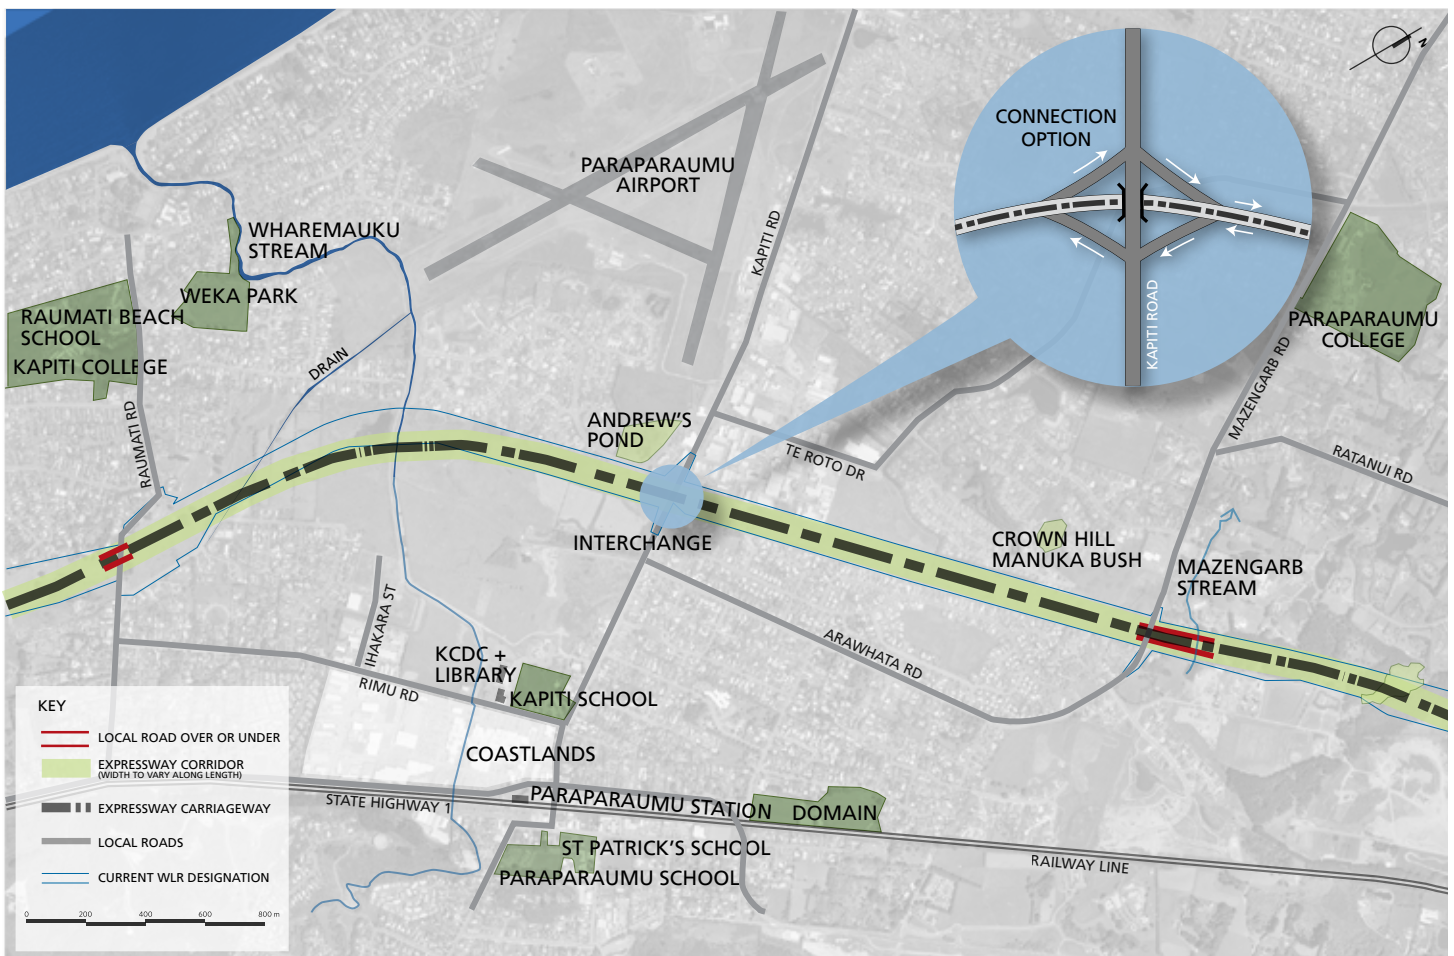 N
CONNECTION
OPTION
KAPITI ROAD
PARAPARAUMU
AIRPORT
KAPITI RD
WHAREMAUKU
STREAM
WEKA PARK
RAUMATI BEACH
SCHOOL
KAPITI COLLEGE
RAUMATI RD
DRAIN
PARAPARAUMU
COLLEGE
MAZENGARB RD
RATANUI RD
ANDREW'S
POND
TE ROTO DR
INTERCHANGE
CROWN HILL
MANUKA BUSH
MAZENGARB
STREAM
ARAWHATA RD
IHAKARA ST
RIMU RD
KCDC +
LIBRARY
KAPITI SCHOOL
COASTLANDS
STATE HIGHWAY 1
PARAPARAUMU STATION
DOMAIN
ST PATRICK'S SCHOOL
PARAPARAUMU SCHOOL
RAILWAY LINE
KEY
LOCAL ROAD OVER OR UNDER
EXPRESSWAY CORRIDOR
(WIDTH TO VARY ALONG LENGTH)
EXPRESSWAY CARRIAGEWAY
LOCAL ROADS
CURRENT WLR DESIGNATION
0 200 400 600 800 m